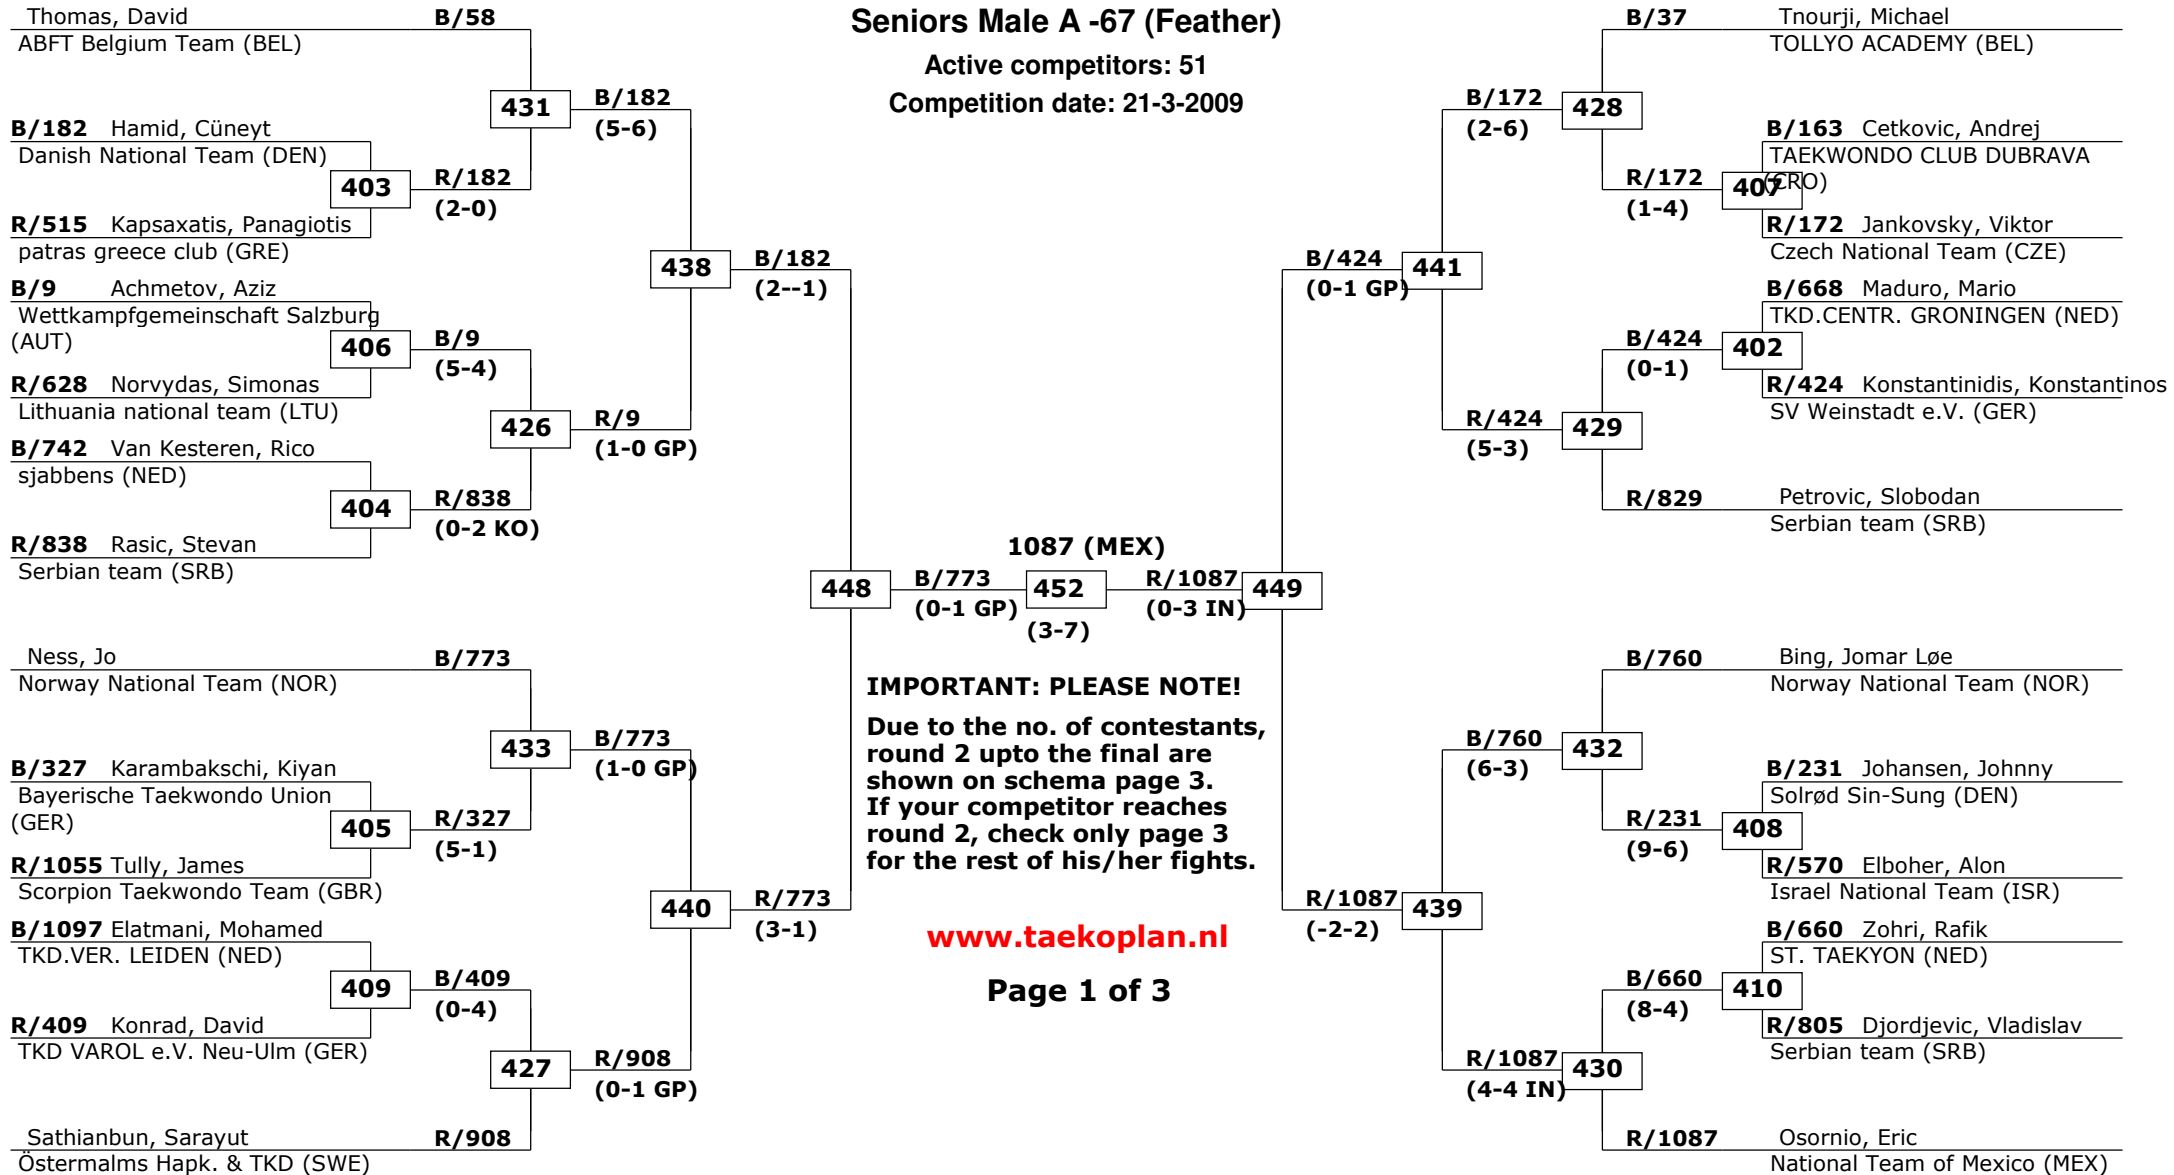 Seniors Male A -67 (Feather)
Active competitors: 51
Competition date: 21-3-2009
Thomas, David
B/58
ABFT Belgium Team (BEL)
431
B/182
(5-6)
B/182 Hamid, Cüneyt
Danish National Team (DEN)
403
R/182
(2-0)
R/515 Kapsaxatis, Panagiotis
patras greece club (GRE)
438
B/182
(2--1)
B/9 Achmetov, Aziz
Wettkampfgemeinschaft Salzburg
(AUT)
406
B/9
(5-4)
R/628 Norvydas, Simonas
Lithuania national team (LTU)
426
R/9
(1-0 GP)
B/742 Van Kesteren, Rico
sjabbens (NED)
404
R/838
(0-2 KO)
R/838 Rasic, Stevan
Serbian team (SRB)
448
B/773
(0-1 GP)
1087 (MEX)
452
(3-7)
R/1087
(0-3 IN)
449
Ness, Jo
B/773
Norway National Team (NOR)
433
B/773
(1-0 GP)
B/327 Karambakschi, Kiyan
Bayerische Taekwondo Union
(GER)
405
R/327
(5-1)
R/1055 Tully, James
Scorpion Taekwondo Team (GBR)
440
R/773
(3-1)
B/1097 Elatmani, Mohamed
TKD.VER. LEIDEN (NED)
409
B/409
(0-4)
R/409 Konrad, David
TKD VAROL e.V. Neu-Ulm (GER)
427
R/908
(0-1 GP)
Sathianbun, Sarayut
R/908
Östermalms Hapk. & TKD (SWE)
IMPORTANT: PLEASE NOTE!
Due to the no. of contestants,
round 2 upto the final are
shown on schema page 3.
If your competitor reaches
round 2, check only page 3
for the rest of his/her fights.
www.taekoplan.nl
Page 1 of 3
B/37
Tnourji, Michael
TOLLYO ACADEMY (BEL)
B/172
(2-6)
428
B/163 Cetkovic, Andrej
TAEKWONDO CLUB DUBRAVA
(CRO)
R/172
(1-4)
407
R/172 Jankovsky, Viktor
Czech National Team (CZE)
B/424
(0-1 GP)
441
B/668 Maduro, Mario
TKD.CENTR. GRONINGEN (NED)
B/424
(0-1)
402
R/424 Konstantinidis, Konstantinos
SV Weinstadt e.V. (GER)
R/424
(5-3)
429
R/829
Petrovic, Slobodan
Serbian team (SRB)
B/760
Bing, Jomar Løe
Norway National Team (NOR)
B/760
(6-3)
432
B/231 Johansen, Johnny
Solrød Sin-Sung (DEN)
R/231
(9-6)
408
R/570 Elboher, Alon
Israel National Team (ISR)
R/1087
(-2-2)
439
B/660 Zohri, Rafik
ST. TAEKYON (NED)
B/660
(8-4)
410
R/805 Djordjevic, Vladislav
Serbian team (SRB)
R/1087
(4-4 IN)
430
R/1087
Osornio, Eric
National Team of Mexico (MEX)